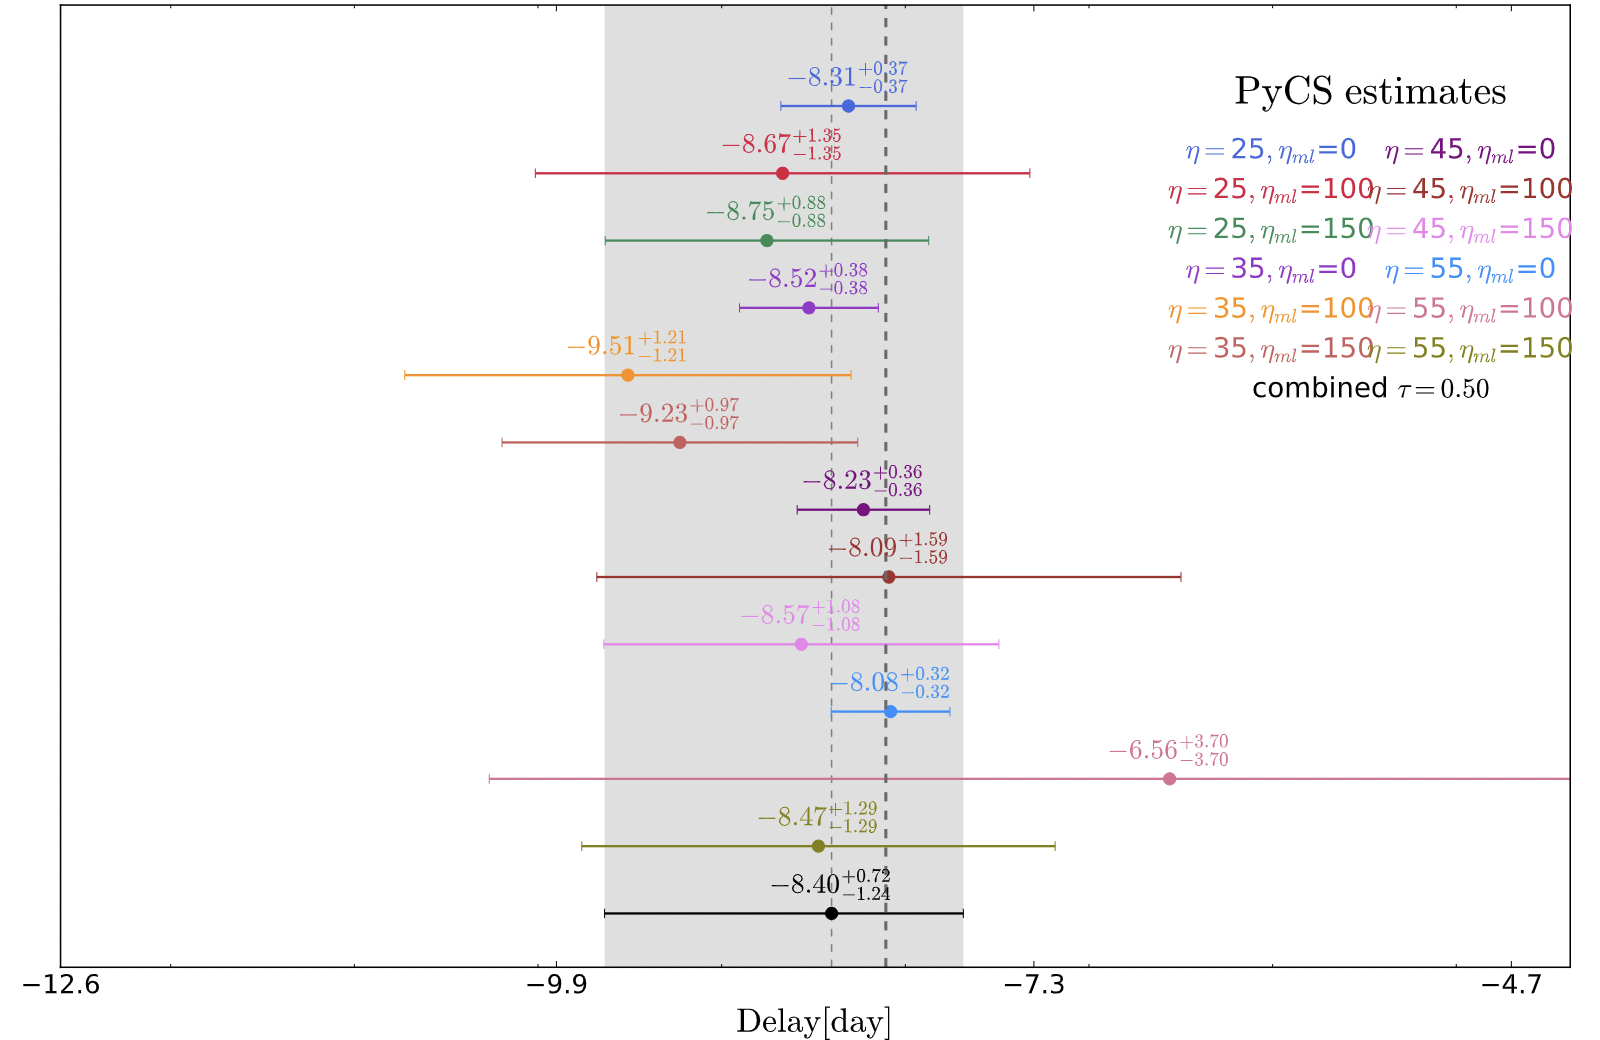 −8.31 +0.37 −0.37
PyCS estimates
−8.67 +1.35 −1.35
η = 25, ηml=0 η = 45, ηml=0
η = 25, ηml=100 η = 45, ηml=100
−8.75 +0.88 −0.88
η = 25, ηml=150 η = 45, ηml=150
−8.52 +0.38 −0.38
η = 35, ηml=0 η = 55, ηml=0
η = 35, ηml=100 η = 55, ηml=100
−9.51 +1.21 −1.21
η = 35, ηml=150 η = 55, ηml=150
combined τ = 0.50
−9.23 +0.97 −0.97
−8.23 +0.36 −0.36
−8.09 +1.59 −1.59
−8.57 +1.08 −1.08
−8.08 +0.32 −0.32
−6.56 +3.70 −3.70
−8.47 +1.29 −1.29
−8.40 +0.72 −1.24
−12.6 −9.9 −7.3 −4.7
Delay[day]